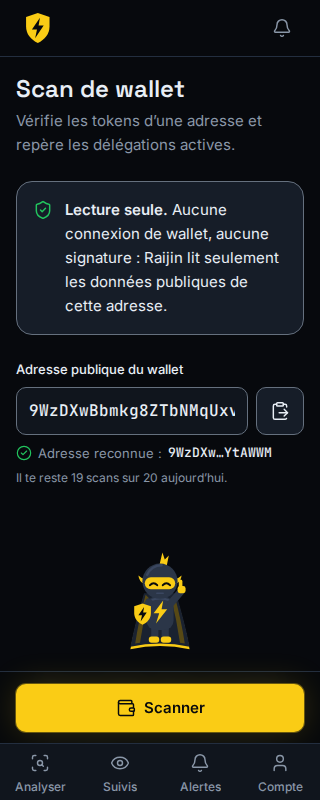 Scan de wallet
Vérifie les tokens d’une adresse et
repère les délégations actives.
Lecture seule. Aucune
connexion de wallet, aucune
signature : Raijin lit seulement
les données publiques de
cette adresse.
Adresse publique du wallet
9WzDXwBbmkg8ZTbNMqUxv
Adresse reconnue : 9WzDXw…YtAWWM
Il te reste 19 scans sur 20 aujourd’hui.
Scanner
Analyser
Suivis
Alertes
Compte